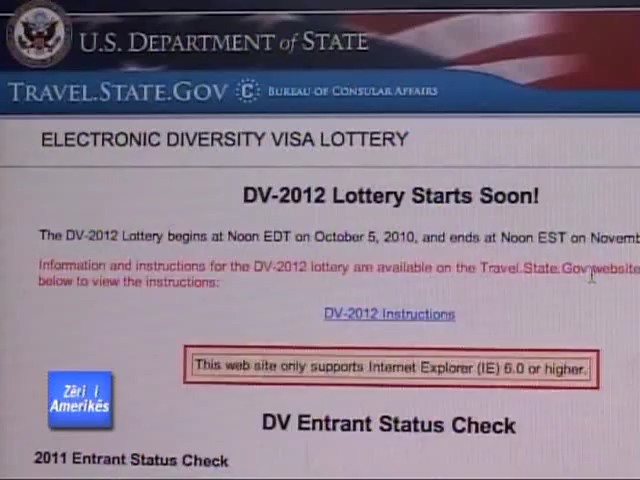 U.S. DEPARTMENT of STATE
TRAVEL.STATE.GOV C BUREAU OF CONSULAR AFFAIRS
ELECTRONIC DIVERSITY VISA LOTTERY
DV-2012 Lottery Starts Soon!
The DV-2012 Lottery begins at Noon EDT on October 5, 2010, and ends at Noon EST on Novemb
Information and instructions for the DV-2012 lottery are available on the Travel.State.Gov website
below to view the instructions:
DV-2012 Instructions
This web site only supports Internet Explorer (IE) 6.0 or higher.
Zëri i
Amerikës
DV Entrant Status Check
2011 Entrant Status Check